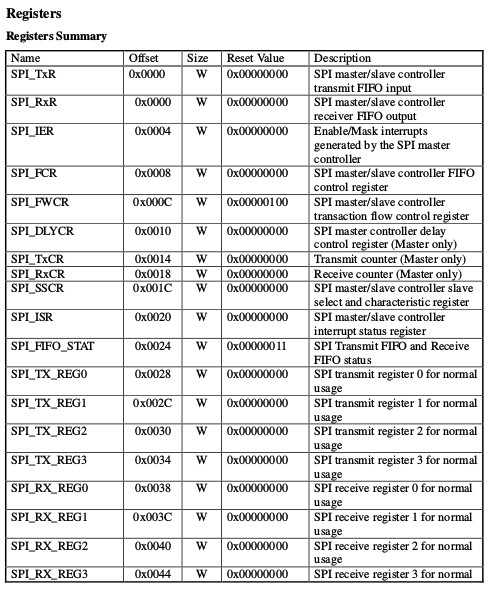 Registers
Registers Summary
Name Offset Size Reset Value Description
SPI_TxR 0x0000 W 0x00000000 SPI master/slave controller
transmit FIFO input
SPI_RxR 0x0000 W 0x00000000 SPI master/slave controller
receiver FIFO output
SPI_IER 0x0004 W 0x00000000 Enable/Mask interrupts
generated by the SPI master
controller
SPI_FCR 0x0008 W 0x00000000 SPI master/slave controller FIFO
control register
SPI_FWCR 0x000C W 0x00000100 SPI master/slave controller
transaction flow control register
SPI_DLYCR 0x0010 W 0x00000000 SPI master controller delay
control register (Master only)
SPI_TxCR 0x0014 W 0x00000000 Transmit counter (Master only)
SPI_RxCR 0x0018 W 0x00000000 Receive counter (Master only)
SPI_SSCR 0x001C W 0x00000000 SPI master/slave controller slave
select and characteristic register
SPI_ISR 0x0020 W 0x00000000 SPI master/slave controller
interrupt status register
SPI_FIFO_STAT 0x0024 W 0x00000011 SPI Transmit FIFO and Receive
FIFO status
SPI_TX_REG0 0x0028 W 0x00000000 SPI transmit register 0 for normal
usage
SPI_TX_REG1 0x002C W 0x00000000 SPI transmit register 1 for normal
usage
SPI_TX_REG2 0x0030 W 0x00000000 SPI transmit register 2 for normal
usage
SPI_TX_REG3 0x0034 W 0x00000000 SPI transmit register 3 for normal
usage
SPI_RX_REG0 0x0038 W 0x00000000 SPI receive register 0 for normal
usage
SPI_RX_REG1 0x003C W 0x00000000 SPI receive register 1 for normal
usage
SPI_RX_REG2 0x0040 W 0x00000000 SPI receive register 2 for normal
usage
SPI_RX_REG3 0x0044 W 0x00000000 SPI receive register 3 for normal